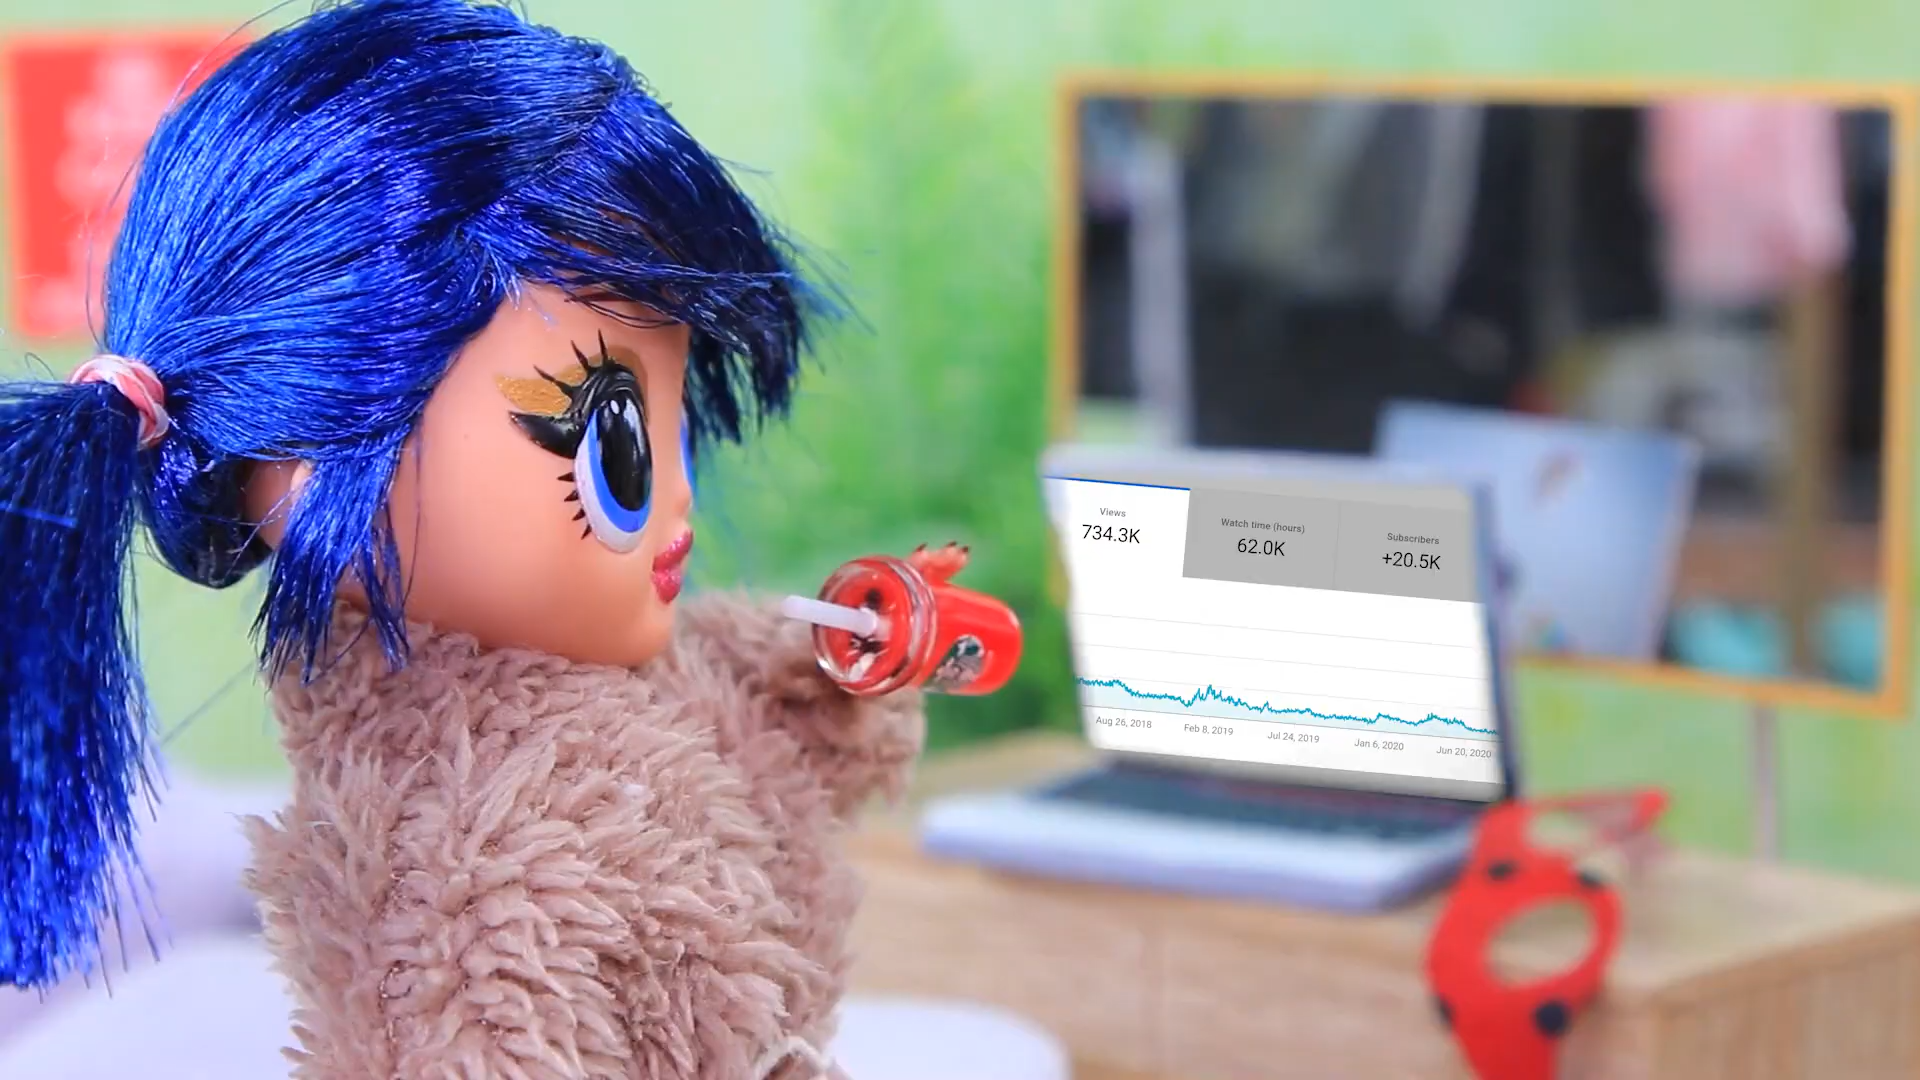 Views
734.3K
Watch time (hours)
62.0K
Subscribers
+20.5K
Aug 26, 2018
Feb 8, 2019
Jul 24, 2019
Jan 6, 2020
Jun 20, 2020